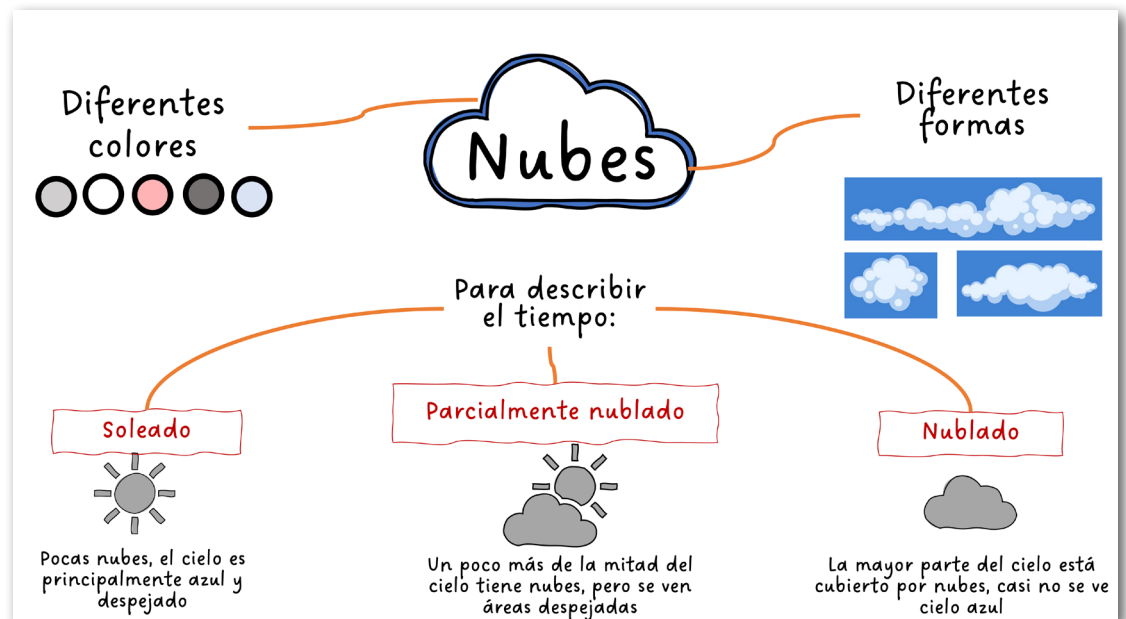 Diferentes
colores
Nubes
Diferentes
formas
Para describir
el tiempo:
Soleado
Pocas nubes, el cielo es
principalmente azul y
despejado
Parcialmente nublado
Un poco más de la mitad del
cielo tiene nubes, pero se ven
áreas despejadas
Nublado
La mayor parte del cielo está
cubierto por nubes, casi no se ve
cielo azul